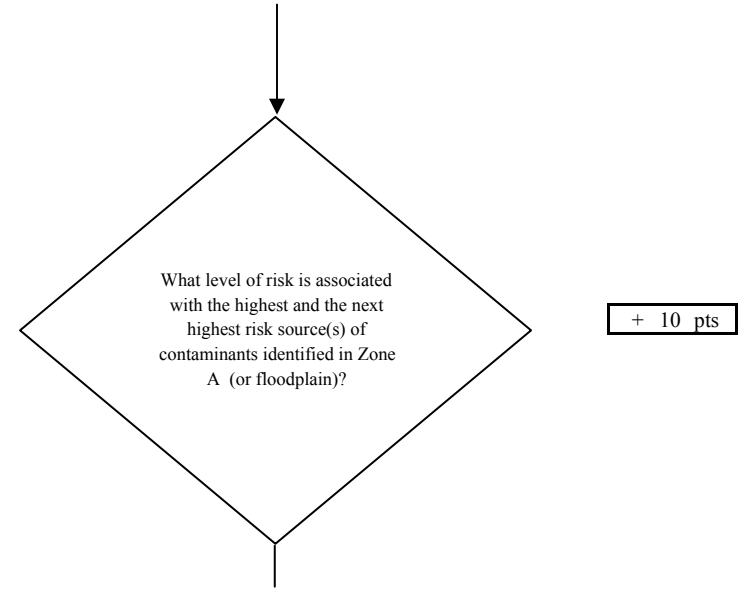 What level of risk is associated
with the highest and the next
highest risk source(s) of
contaminants identified in Zone
A (or floodplain)?
+ 10 pts